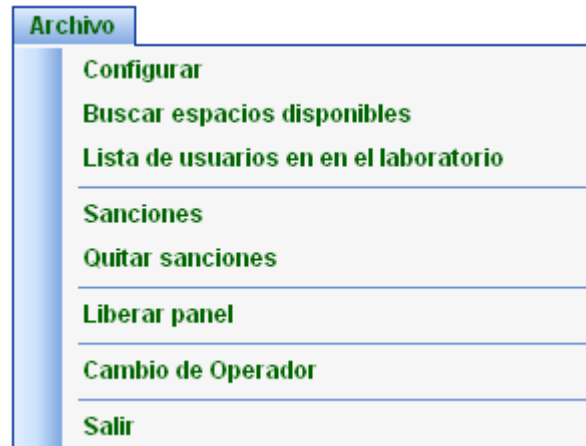 Archivo
Configurar
Buscar espacios disponibles
Lista de usuarios en en el laboratorio
Sanciones
Quitar sanciones
Liberar panel
Cambio de Operador
Salir